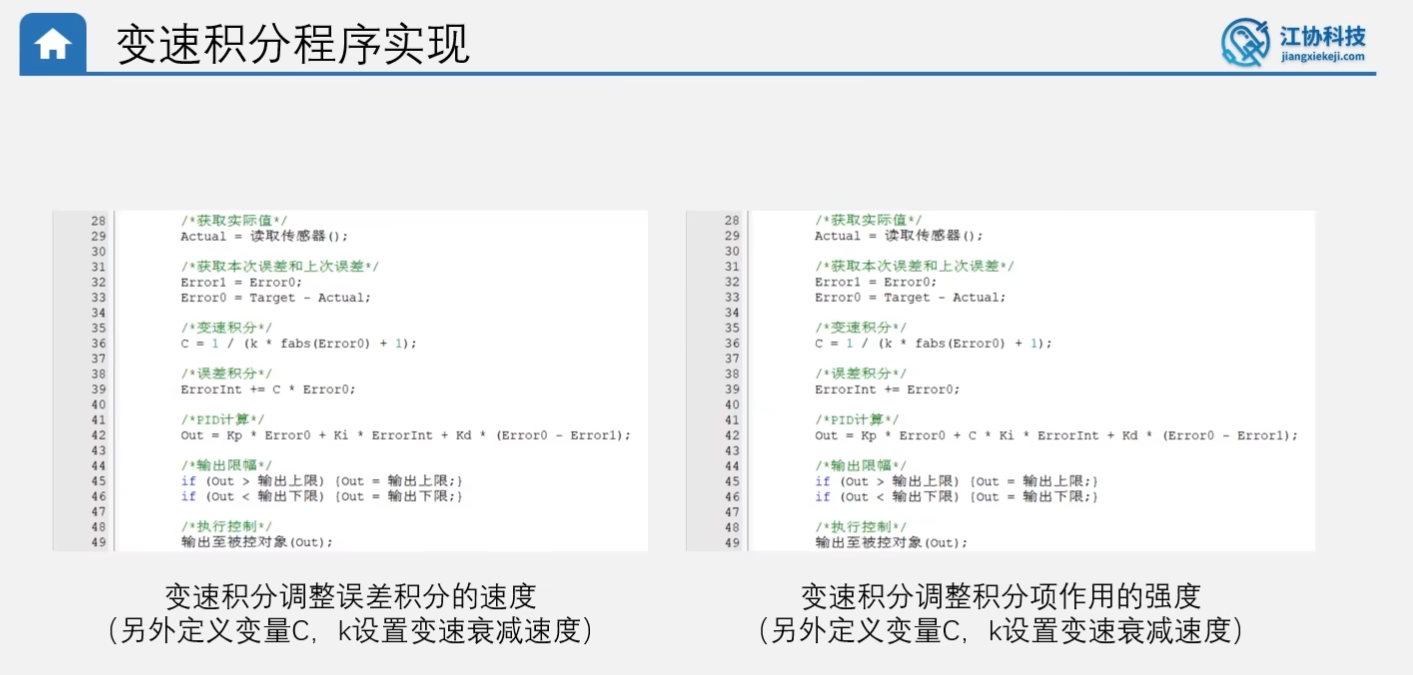 变速积分程序实现
江协科技
jiangxiekeji.com
28 /*获取实际值*/
29 Actual = 读取传感器();
30
31 /*获取本次误差和上次误差*/
32 Error1 = Error0;
33 Error0 = Target - Actual;
34
35 /*变速积分*/
36 C = 1 / (k * fabs(Error0) + 1);
37
38 /*误差积分*/
39 ErrorInt += C * Error0;
40
41 /*PID计算*/
42 Out = Kp * Error0 + Ki * ErrorInt + Kd * (Error0 - Error1);
43
44 /*输出限幅*/
45 if (Out > 输出上限) {Out = 输出上限;}
46 if (Out < 输出下限) {Out = 输出下限;}
47
48 /*执行控制*/
49 输出至被控对象(Out);
变速积分调整误差积分的速度
（另外定义变量C，k设置变速衰减速度）
28 /*获取实际值*/
29 Actual = 读取传感器();
30
31 /*获取本次误差和上次误差*/
32 Error1 = Error0;
33 Error0 = Target - Actual;
34
35 /*变速积分*/
36 C = 1 / (k * fabs(Error0) + 1);
37
38 /*误差积分*/
39 ErrorInt += Error0;
40
41 /*PID计算*/
42 Out = Kp * Error0 + C * Ki * ErrorInt + Kd * (Error0 - Error1);
43
44 /*输出限幅*/
45 if (Out > 输出上限) {Out = 输出上限;}
46 if (Out < 输出下限) {Out = 输出下限;}
47
48 /*执行控制*/
49 输出至被控对象(Out);
变速积分调整积分项作用的强度
（另外定义变量C，k设置变速衰减速度）